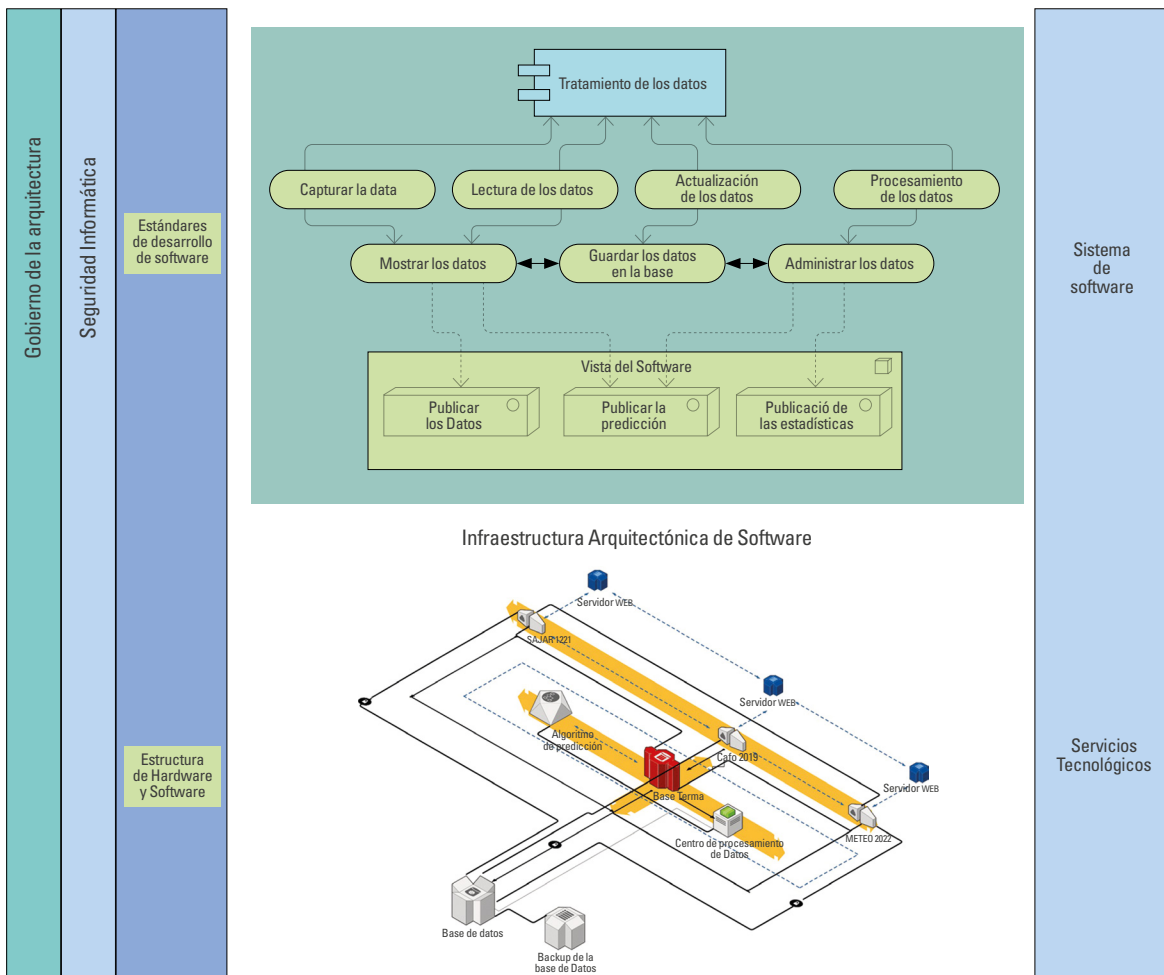 Gobierno de la arquitectura
Seguridad Informática
Estándares
de desarrollo
de software
Estructura
de Hardware
y Software
Tratamiento de los datos
Capturar la data
Lectura de los datos
Actualización
de los datos
Procesamiento
de los datos
Mostrar los datos
Guardar los datos
en la base
Administrar los datos
Vista del Software
Publicar
los Datos
Publicar la
predicción
Publicació de
las estadísticas
Infraestructura Arquitectónica de Software
Servidor WEB
SAJAR 1221
Servidor WEB
Algoritmo
de predicción
Cafo 2019
Servidor WEB
Base Terma
METEO 2022
Centro de procesamiento
de Datos
Base de datos
Backup de la
base de Datos
Sistema
de
software
Servicios
Tecnológicos